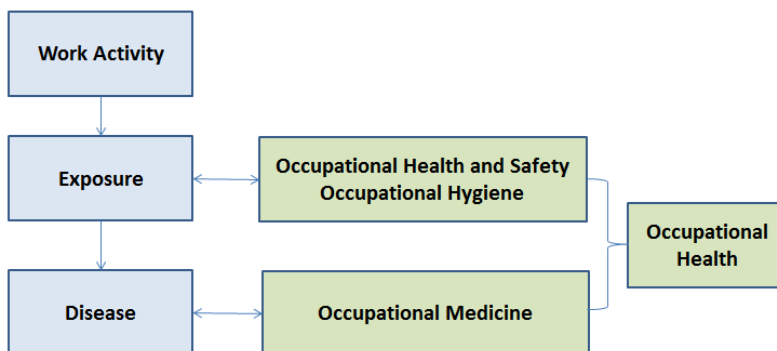 Work Activity
Exposure
Occupational Health and Safety
Occupational Hygiene
Occupational
Health
Disease
Occupational Medicine